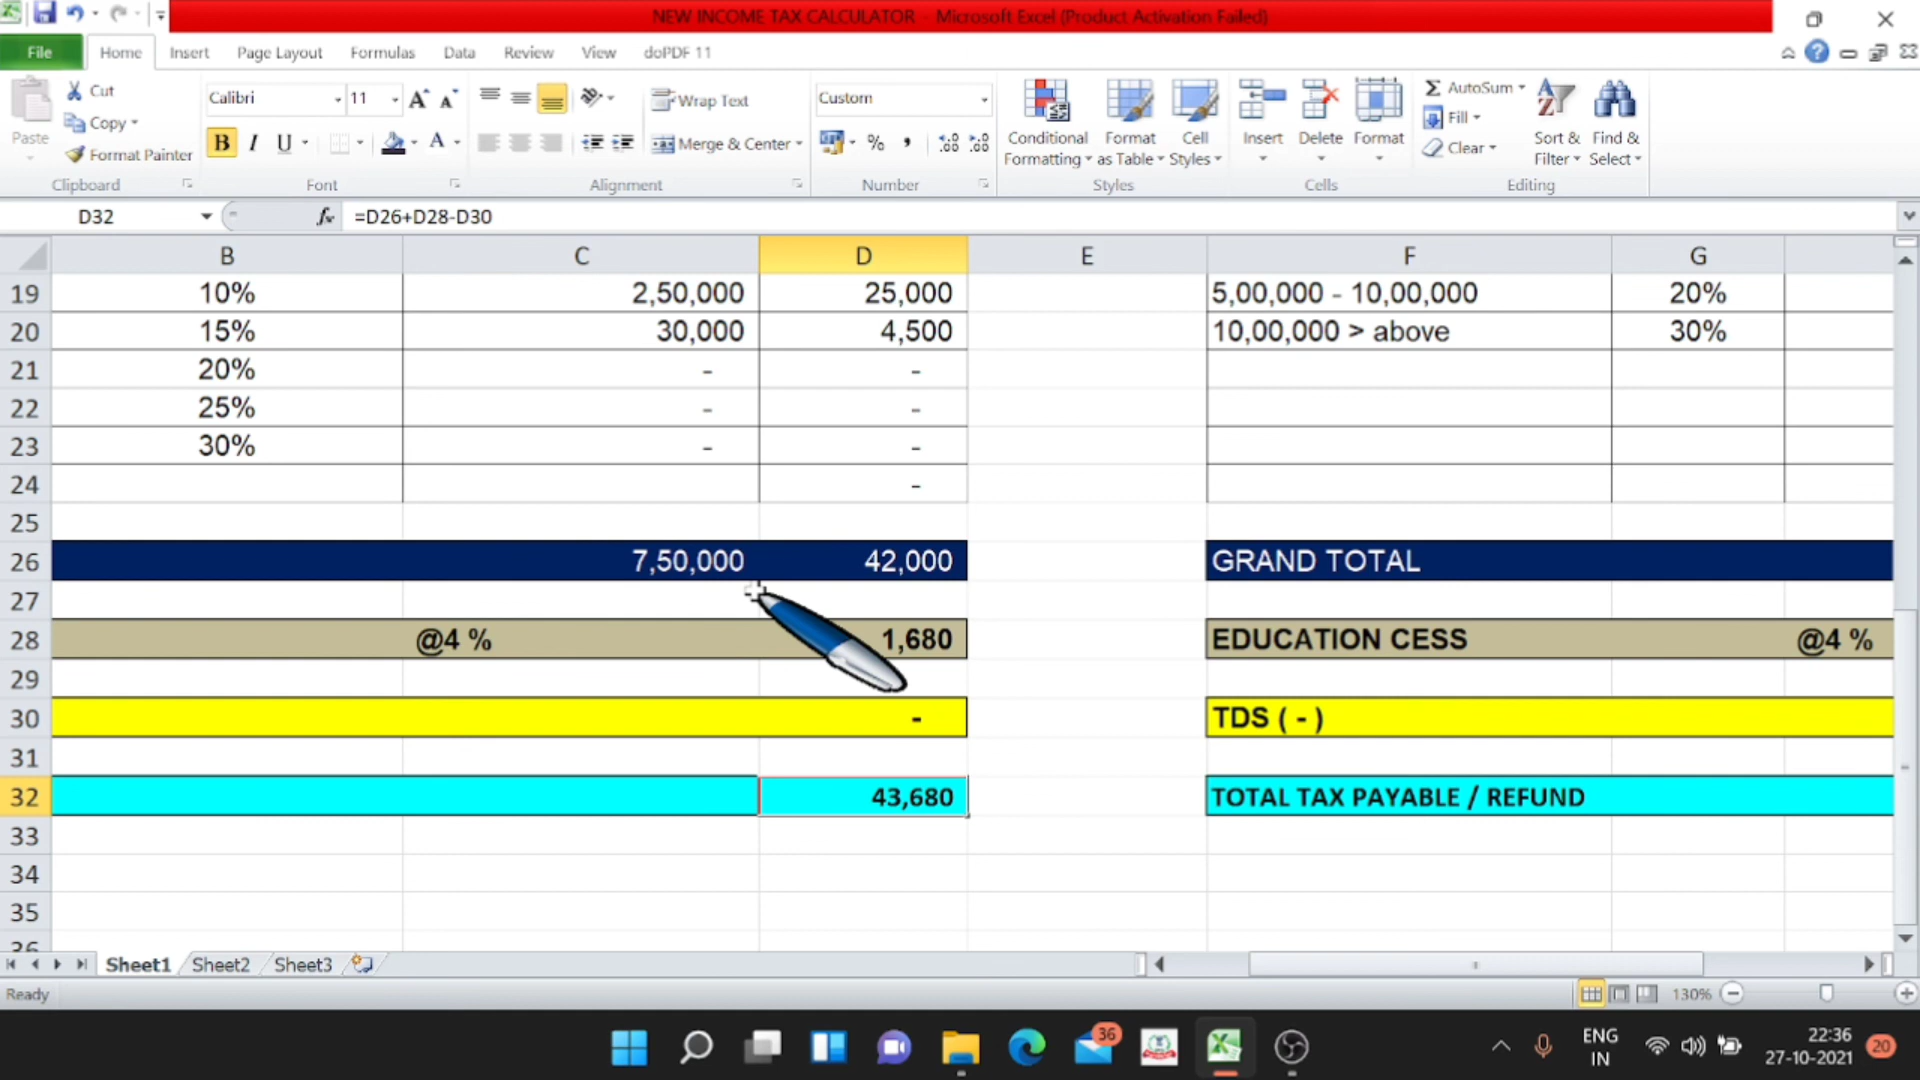 NEW INCOME TAX CALCULATOR - Microsoft Excel (Product Activation Failed)
File Home Insert Page Layout Formulas Data Review View doPDF 11
Paste
Cut
Copy
Format Painter
Clipboard
Calibri 11
B I U A
Font
Wrap Text
Merge & Center
Alignment
Custom
% ,
Number
Conditional Formatting
Format as Table
Cell Styles
Styles
Insert Delete Format
Cells
AutoSum
Fill
Clear
Sort & Filter
Find & Select
Editing
D32 fx =D26+D28-D30
B C D E F G
19 10% 2,50,000 25,000 5,00,000 - 10,00,000 20%
20 15% 30,000 4,500 10,00,000 > above 30%
21 20% - -
22 25% - -
23 30% - -
24 -
25
26 7,50,000 42,000 GRAND TOTAL
27
28 @4 % 1,680 EDUCATION CESS @4 %
29
30 - TDS ( - )
31
32 43,680 TOTAL TAX PAYABLE / REFUND
33
34
35
36
Sheet1 Sheet2 Sheet3
Ready 130%
36
ENG
IN
22:36
27-10-2021
20